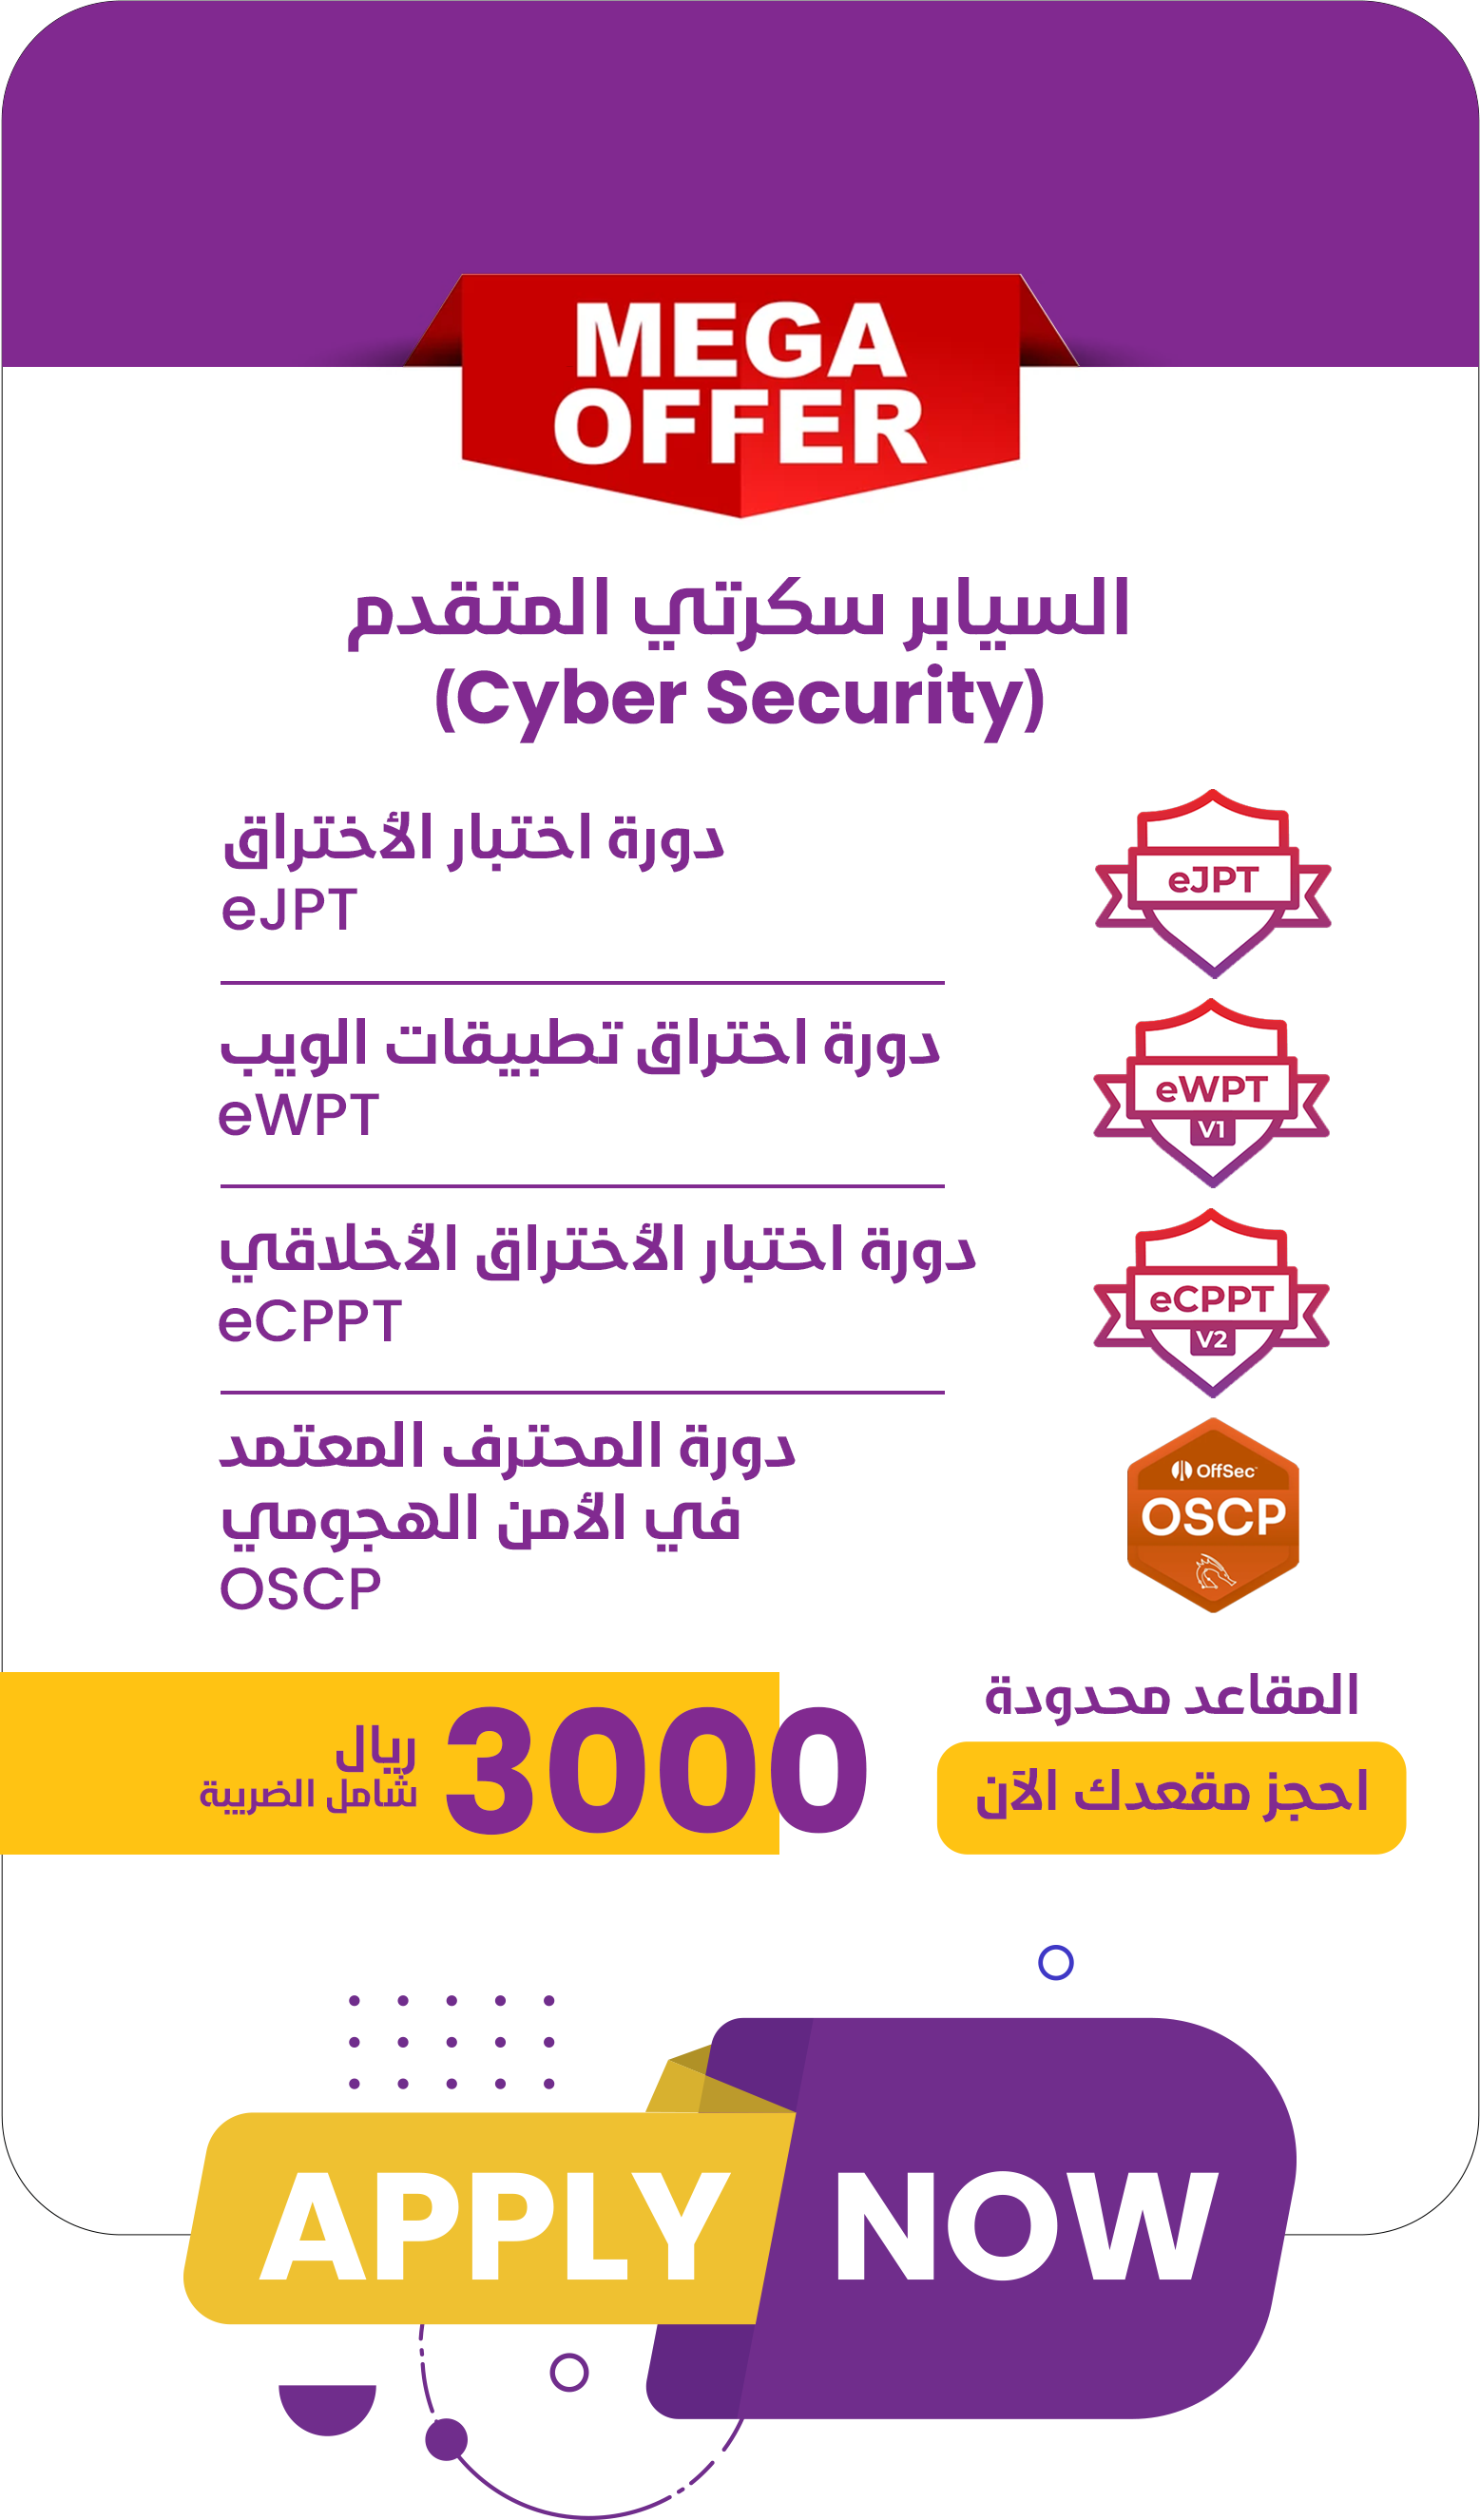 MEGA
OFFER
السيابر سكرتي المتقدم
(Cyber Security)
دورة اختبار الأختراق
eJPT
eJPT
دورة اختراق تطبيقات الويب
eWPT
eWPT
V1
دورة اختبار الأختراق الأخلاقي
eCPPT
eCPPT
V2
دورة المحترف المعتمد
في الأمن الهجومي
OSCP
OffSec
OSCP
المقاعد محدودة
احجز مقعدك الآن
3000
ريال
شامل الضريبة
APPLY NOW